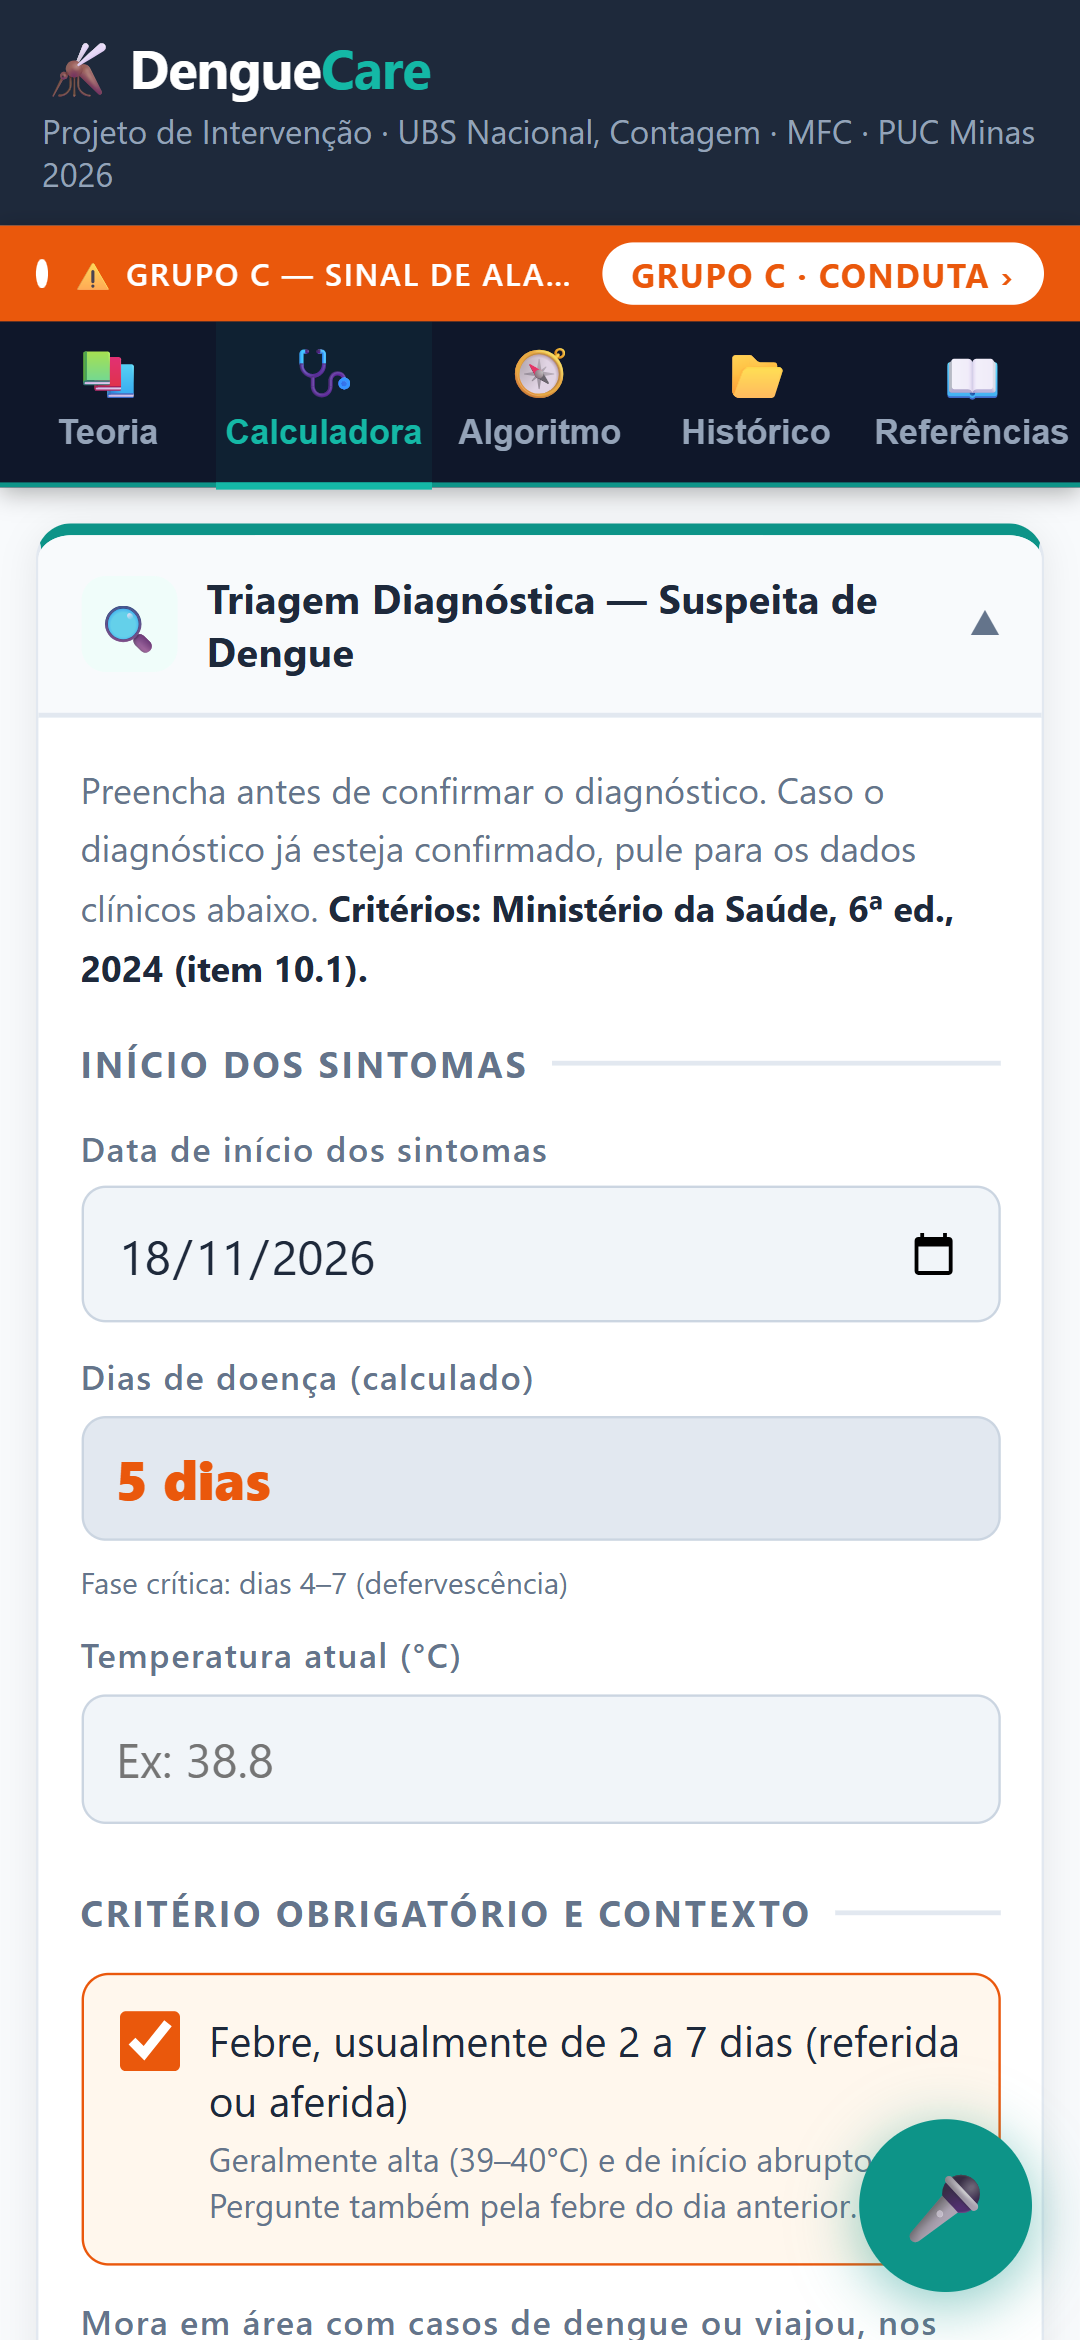 DengueCare
Projeto de Intervenção · UBS Nacional, Contagem · MFC · PUC Minas
2026
GRUPO C — SINAL DE ALA...
GRUPO C · CONDUTA ›
Teoria
Calculadora
Algoritmo
Histórico
Referências
Triagem Diagnóstica — Suspeita de
Dengue
Preencha antes de confirmar o diagnóstico. Caso o
diagnóstico já esteja confirmado, pule para os dados
clínicos abaixo. Critérios: Ministério da Saúde, 6ª ed.,
2024 (item 10.1).
INÍCIO DOS SINTOMAS
Data de início dos sintomas
18/11/2026
Dias de doença (calculado)
5 dias
Fase crítica: dias 4–7 (defervescência)
Temperatura atual (°C)
Ex: 38.8
CRITÉRIO OBRIGATÓRIO E CONTEXTO
Febre, usualmente de 2 a 7 dias (referida
ou aferida)
Geralmente alta (39–40°C) e de início abrupto
Pergunte também pela febre do dia anterior.
Mora em área com casos de dengue ou viajou, nos